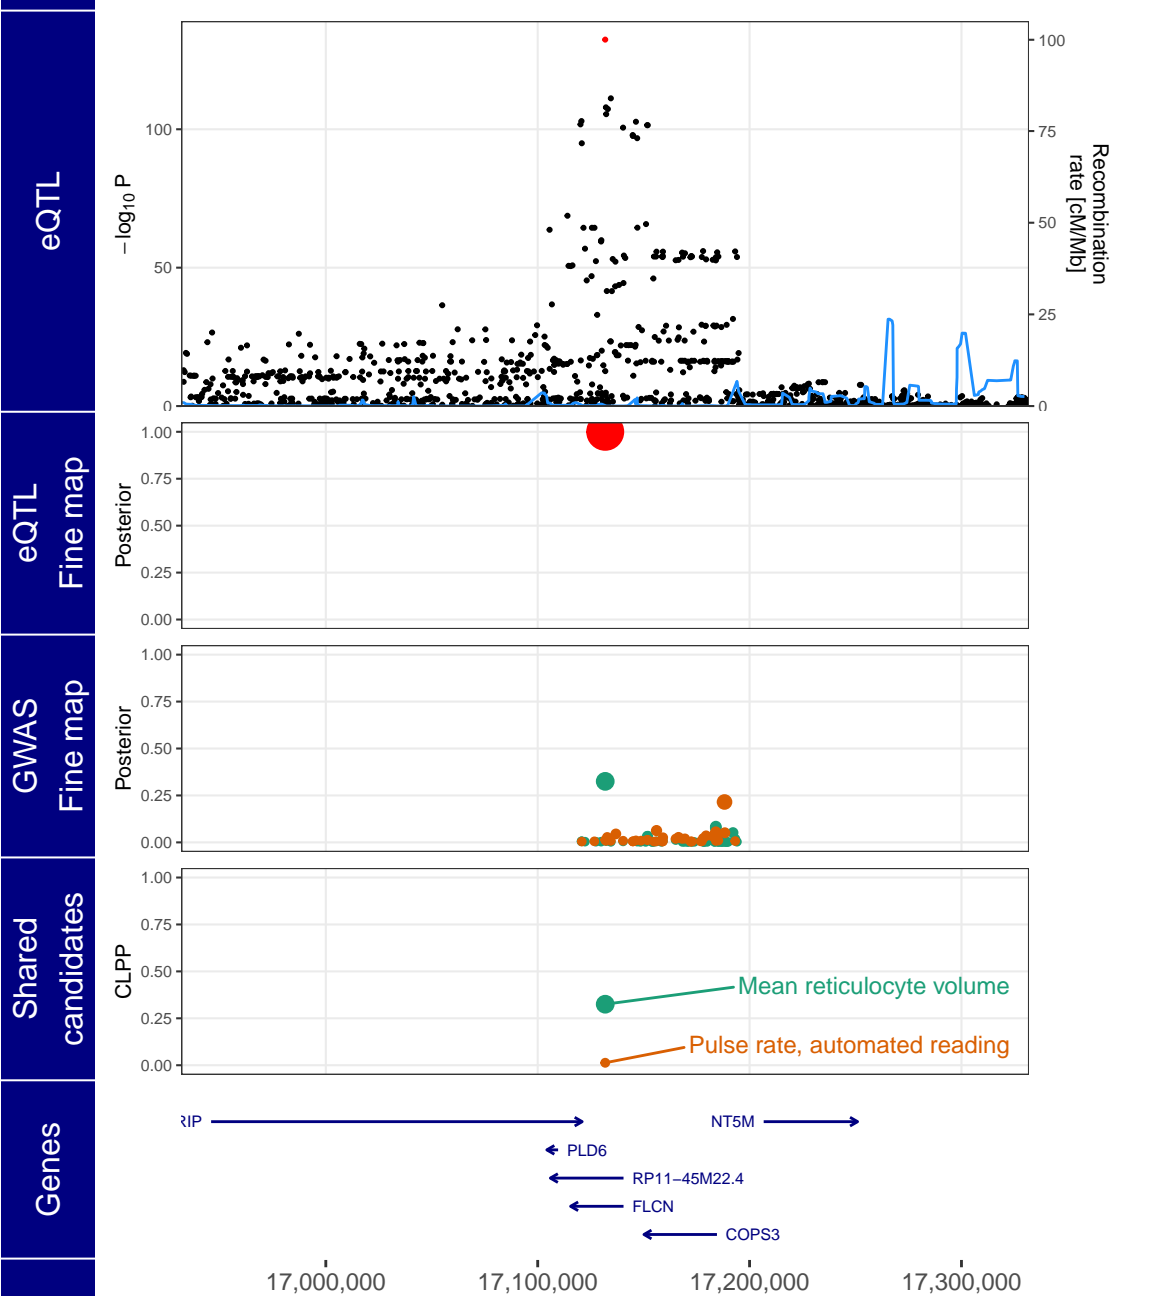 eQTL
−log10 P
100
50
0
100
75
50
25
0
Recombination
rate [cM/Mb]
eQTL
Fine map
Posterior
1.00
0.75
0.50
0.25
0.00
GWAS
Fine map
Posterior
1.00
0.75
0.50
0.25
0.00
Shared
candidates
CLPP
1.00
0.75
0.50
0.25
0.00
Mean reticulocyte volume
Pulse rate, automated reading
Genes
RIP
NT5M
PLD6
RP11−45M22.4
FLCN
COPS3
17,000,000
17,100,000
17,200,000
17,300,000